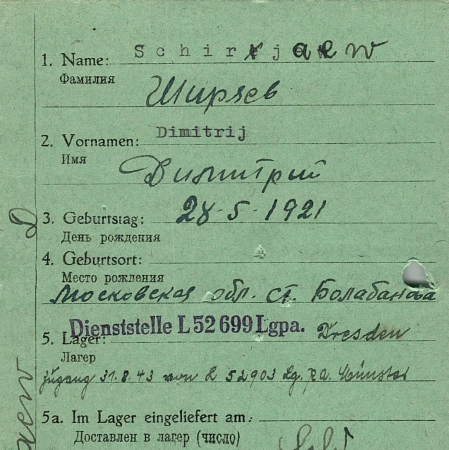 Schirjaew
1. Name:
Фамилия
Ширяев
Dimitrij
2. Vornamen:
Имя
Димитрий
3. Geburtstag: 28-5-1921
День рождения
4. Geburtsort:
Место рождения
Московская обл. ст. Болабаново
Dienststelle L 52 699 Lgpa. Dresden
5. Lager:
Лагер
Zugang 31.8.43 von L 52903 Lg. Münster
5a. Im Lager eingeliefert am:
Доставлен в лагер (число)